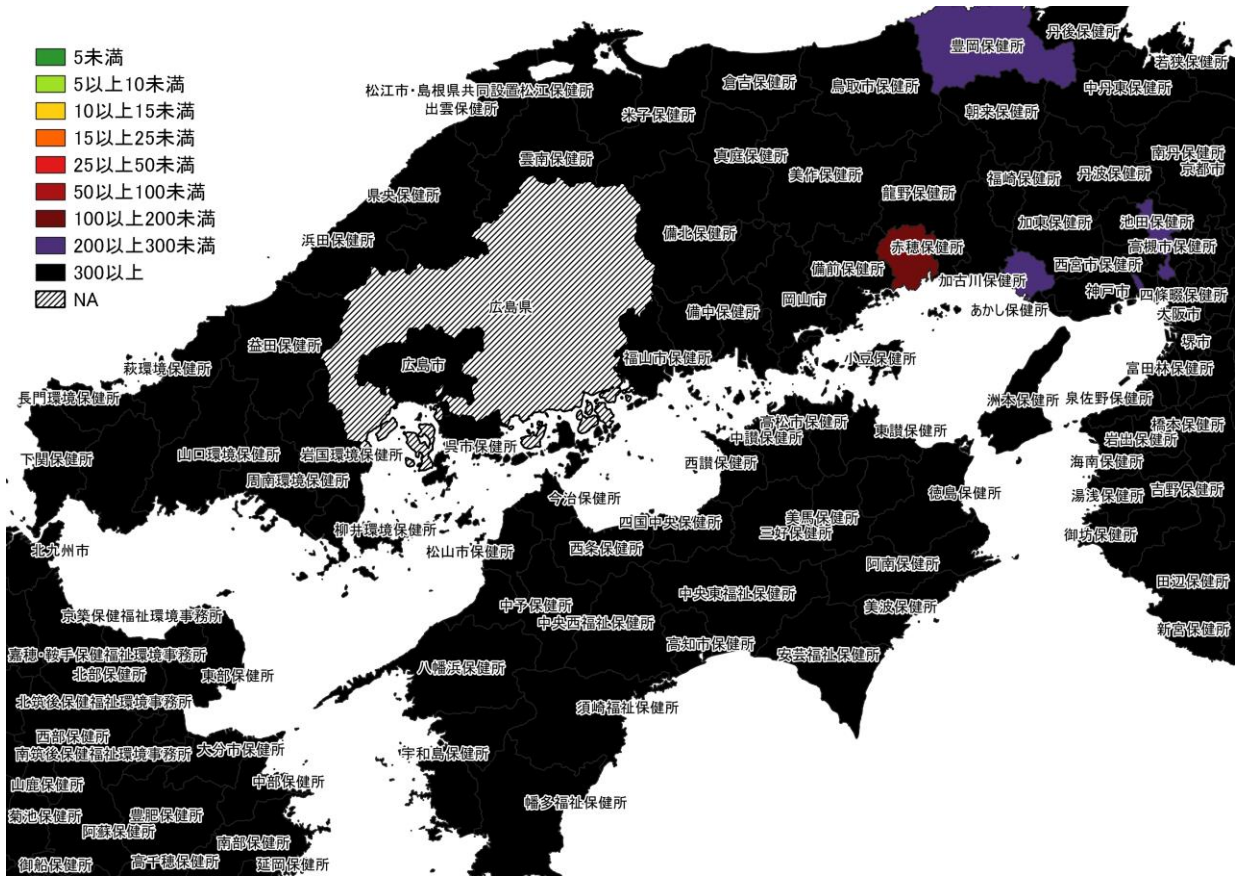 5未満
5以上10未満
10以上15未満
15以上25未満
25以上50未満
50以上100未満
100以上200未満
200以上300未満
300以上
NA
丹後保健所
豊岡保健所
若狭保健所
松江市・島根県共同設置松江保健所
倉吉保健所
鳥取市保健所
中丹東保健所
出雲保健所
米子保健所
朝来保健所
雲南保健所
真庭保健所
美作保健所
南丹保健所
京都市
県央保健所
龍野保健所
福崎保健所
丹波保健所
浜田保健所
備北保健所
加東保健所
池田保健所
赤穂保健所
高槻市保健所
備前保健所
西宮市保健所
加古川保健所
広島県
岡山市
神戸市
四條畷保健所
備中保健所
あかし保健所
大阪市
益田保健所
広島市
福山市保健所
小豆保健所
堺市
萩環境保健所
富田林保健所
長門環境保健所
洲本保健所
泉佐野保健所
高松市保健所
橋本保健所
中讃保健所
東讃保健所
岩出保健所
呉市保健所
下関保健所
山口環境保健所
岩国環境保健所
西讃保健所
海南保健所
周南環境保健所
今治保健所
徳島保健所
湯浅保健所
吉野保健所
四国中央保健所
美馬保健所
柳井環境保健所
三好保健所
御坊保健所
北九州市
松山市保健所
西条保健所
阿南保健所
田辺保健所
中央東福祉保健所
中予保健所
美波保健所
京築保健福祉環境事務所
中央西福祉保健所
新宮保健所
高知市保健所
嘉穂・鞍手保健福祉環境事務所
安芸福祉保健所
北部保健所
東部保健所
八幡浜保健所
北筑後保健福祉環境事務所
須崎福祉保健所
西部保健所
南筑後保健福祉環境事務所
大分市保健所
宇和島保健所
山鹿保健所
中部保健所
幡多福祉保健所
菊池保健所
豊肥保健所
阿蘇保健所
南部保健所
御船保健所
高千穂保健所
延岡保健所